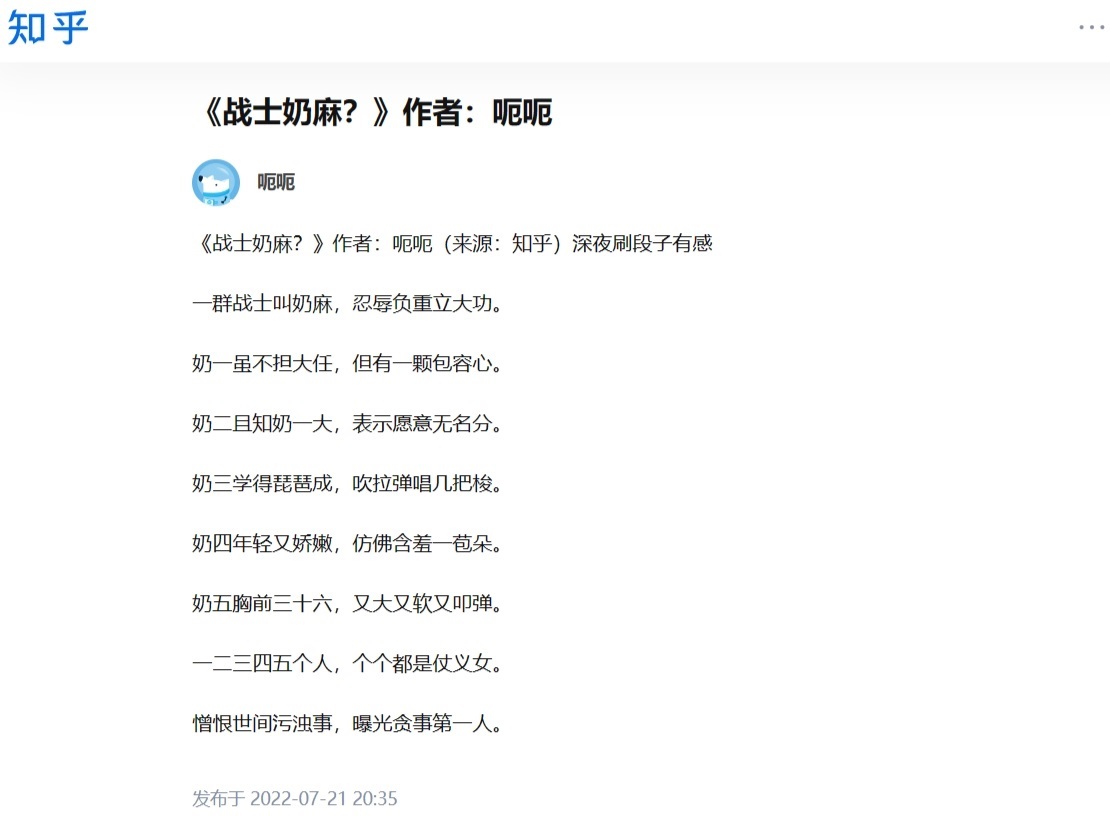 知乎
《战士奶麻？》作者：呃呃
呃呃
《战士奶麻？》作者：呃呃（来源：知乎）深夜刷段子有感
一群战士叫奶麻，忍辱负重立大功。
奶一虽不担大任，但有一颗包容心。
奶二且知奶一大，表示愿意无名分。
奶三学得琵琶成，吹拉弹唱几把梭。
奶四年轻又娇嫩，仿佛含羞一苞朵。
奶五胸前三十六，又大又软又叩弹。
一二三四五个人，个个都是仗义女。
憎恨世间污浊事，曝光贪事第一人。
发布于 2022-07-21 20:35